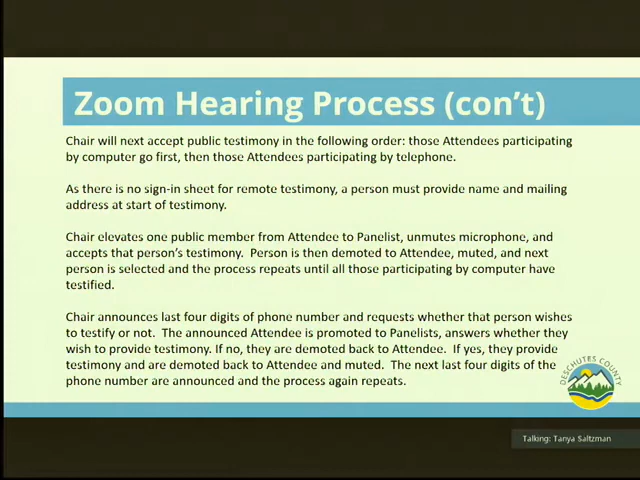 Zoom Hearing Process (con't)
Chair will next accept public testimony in the following order: those Attendees participating
by computer go first, then those Attendees participating by telephone.
As there is no sign-in sheet for remote testimony, a person must provide name and mailing
address at start of testimony.
Chair elevates one public member from Attendee to Panelist, unmutes microphone, and
accepts that person's testimony. Person is then demoted to Attendee, muted, and next
person is selected and the process repeats until all those participating by computer have
testified.
Chair announces last four digits of phone number and requests whether that person wishes
to testify or not. The announced Attendee is promoted to Panelists, answers whether they
wish to provide testimony. If no, they are demoted back to Attendee. If yes, they provide
testimony and are demoted back to Attendee and muted. The next last four digits of the
phone number are announced and the process again repeats.
DESCHUTES COUNTY
Talking: Tanya Saltzman